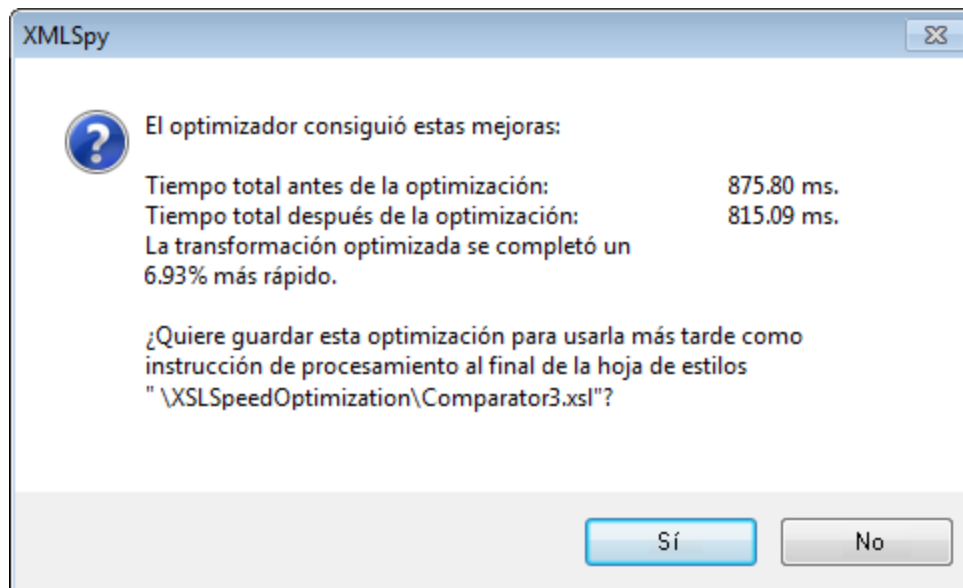 XMLSpy
El optimizador consiguió estas mejoras:
Tiempo total antes de la optimización: 875.80 ms.
Tiempo total después de la optimización: 815.09 ms.
La transformación optimizada se completó un
6.93% más rápido.
¿Quiere guardar esta optimización para usarla más tarde como
instrucción de procesamiento al final de la hoja de estilos
" \XSLSpeedOptimization\Comparator3.xsl"?
Sí No